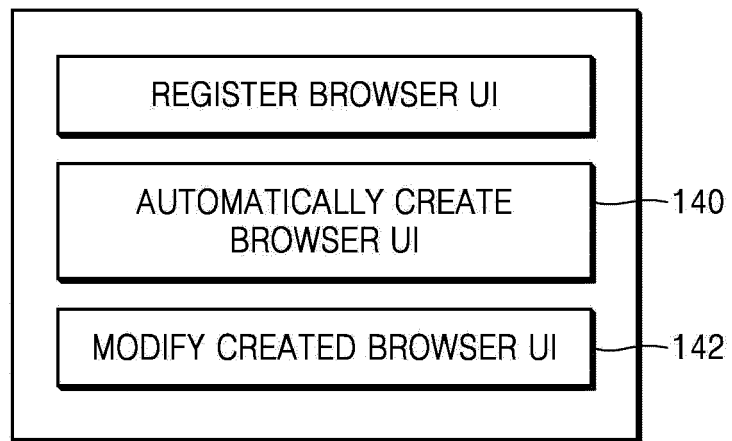 REGISTER BROWSER UI
AUTOMATICALLY CREATE
BROWSER UI
140
MODIFY CREATED BROWSER UI
142